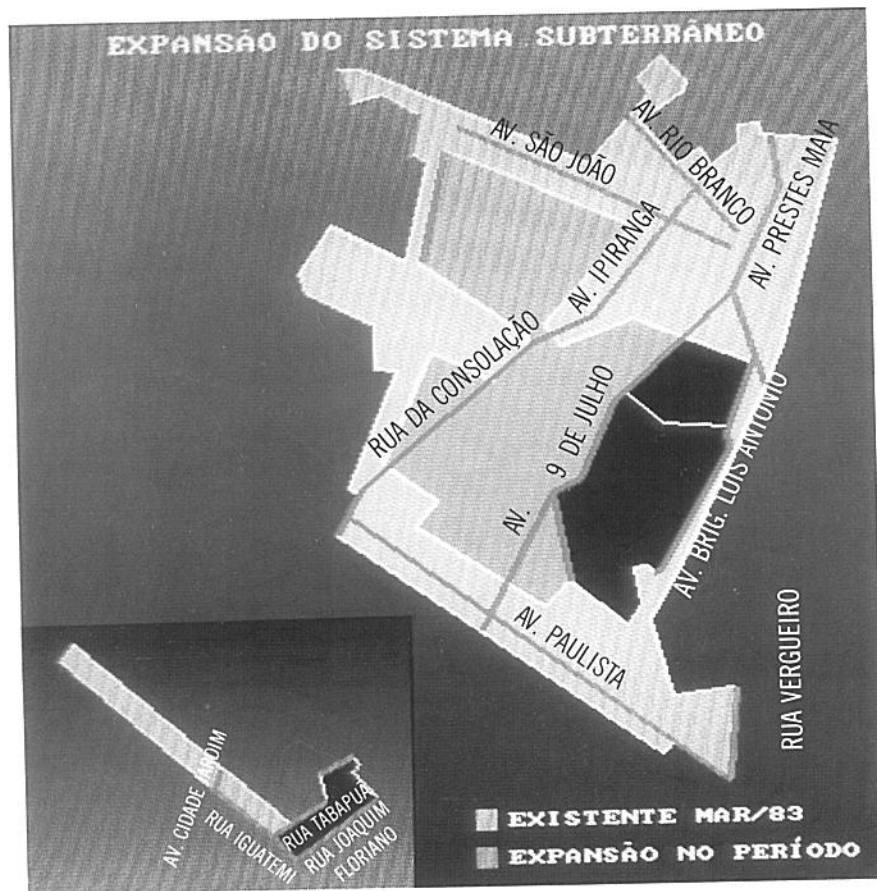 EXPANSÃO DO SISTEMA SUBTERRÂNEO
AV. SÃO JOÃO
AV. RIO BRANCO
AV. PRESTES MAIA
AV. IPIRANGA
RUA DA CONSOLAÇÃO
AV. 9 DE JULHO
AV. BRIG. LUIS ANTONIO
AV. PAULISTA
RUA VERGUEIRO
AV CIDADE JARDIM
RUA IGUATEMI
RUA TABAPUÃ
RUA JOAQUIM
FLORIANO
EXISTENTE MAR/83
EXPANSÃO NO PERÍODO